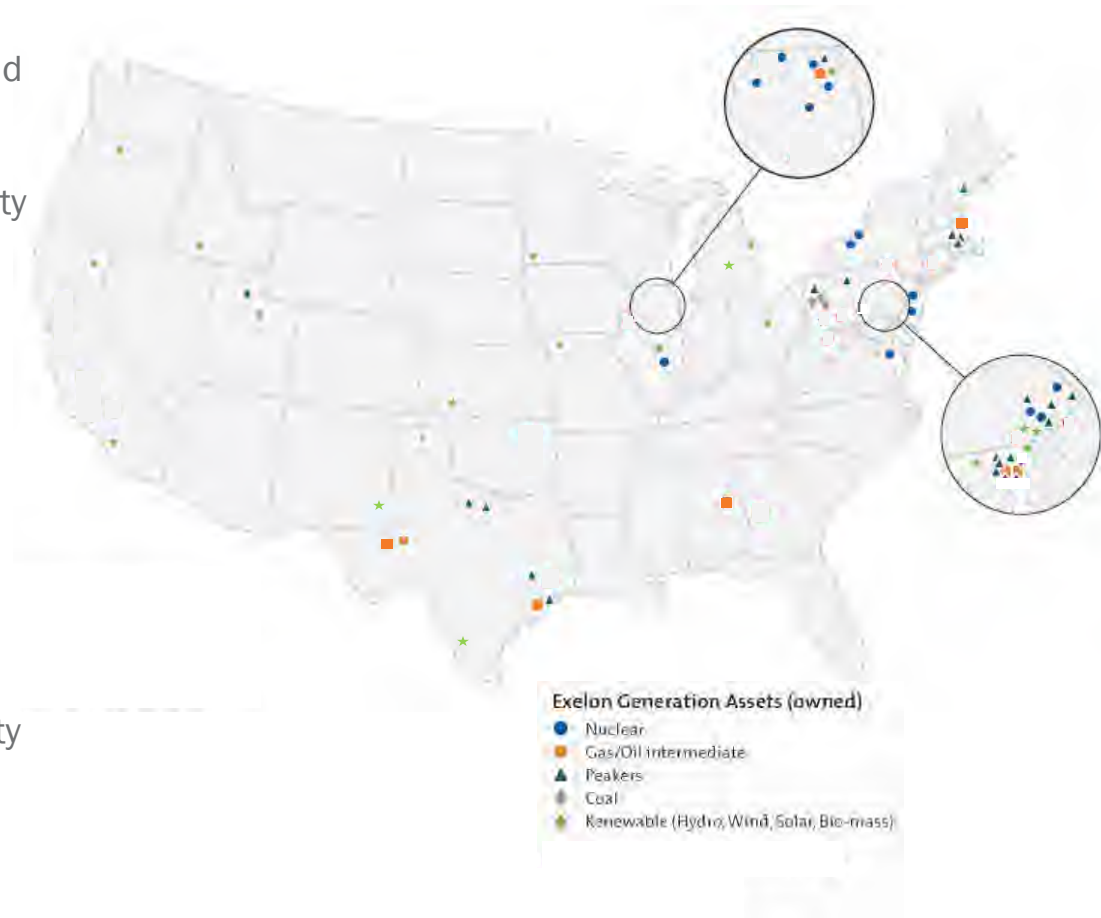 d
ty
ty
Exelon Generation Assets (owned)
Nuclear
Gas/Oil intermediate
Peakers
Coal
Renewable (Hydro, Wind, Solar, Bio-mass)